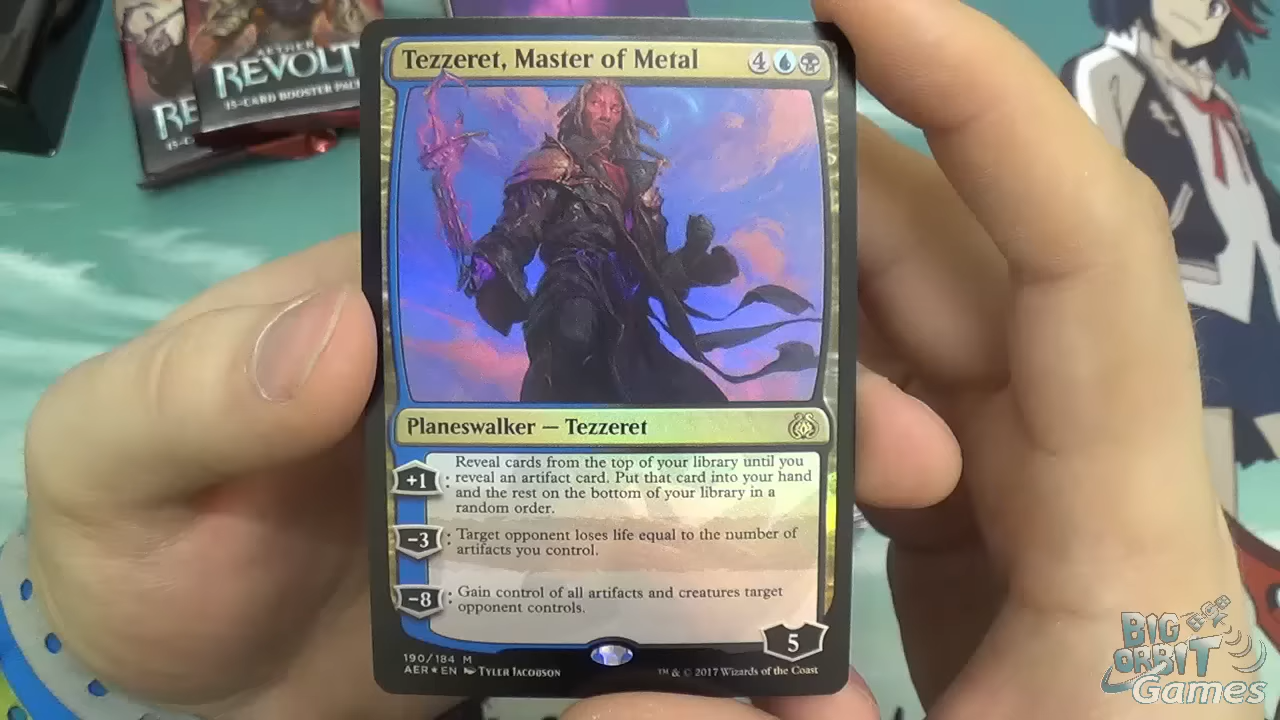 AETHER
REVOLT
15-CARD BOOSTER PACK
RE
Tezzeret, Master of Metal 4
Planeswalker — Tezzeret
+1 : Reveal cards from the top of your library until you
reveal an artifact card. Put that card into your hand
and the rest on the bottom of your library in a
random order.
-3 : Target opponent loses life equal to the number of
artifacts you control.
-8 : Gain control of all artifacts and creatures target
opponent controls.
5
190/184 M
AER★EN TYLER JACOBSON
™ & © 2017 Wizards of the Coast
BIG
ORBIT
Games